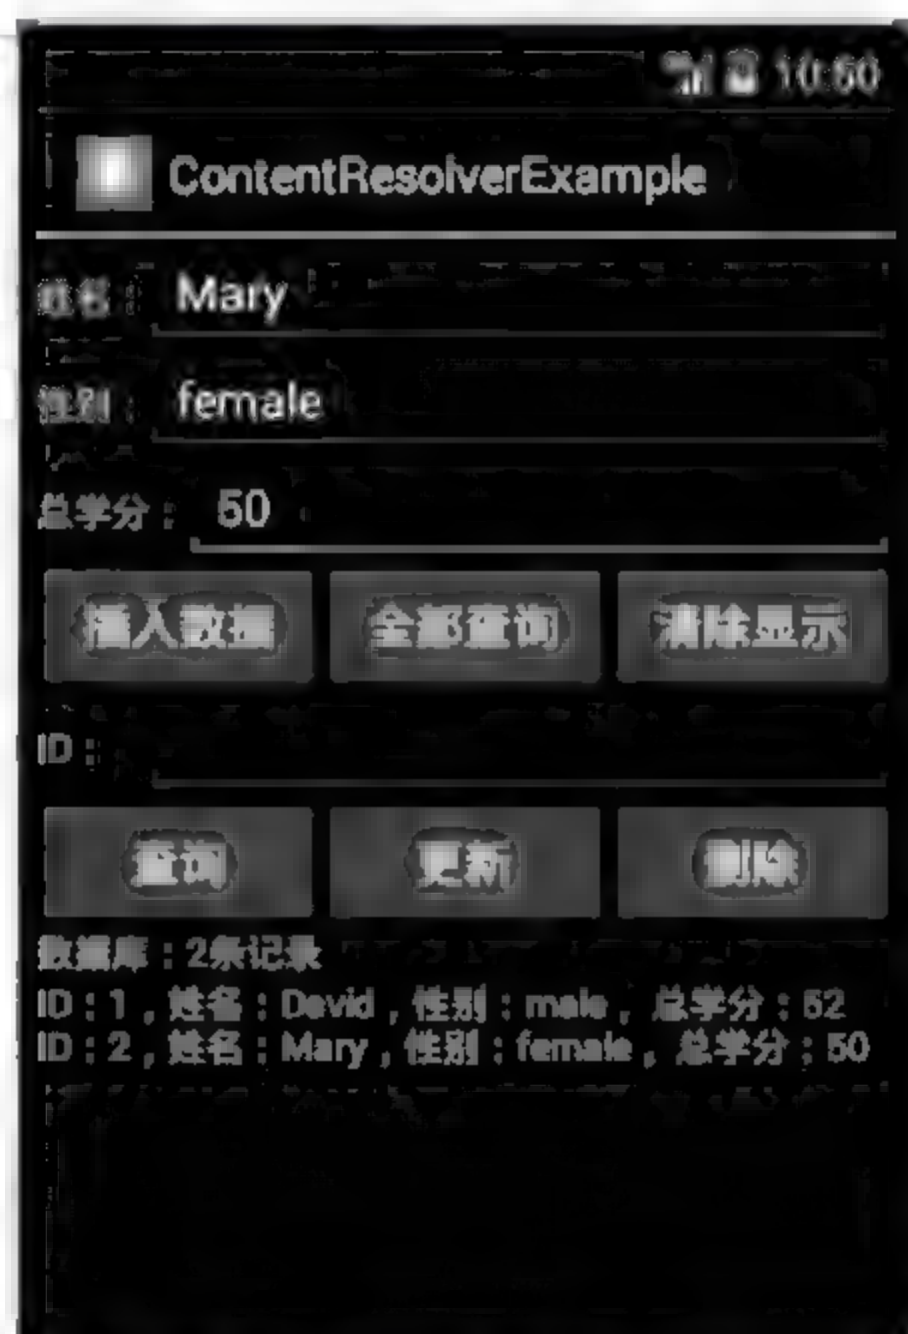 10:50
ContentResolverExample
姓名： Mary
性别： female
总学分： 50
插入数据 全部查询 清除显示
ID：
查询 更新 删除
数据库：2条记录
ID：1，姓名：David，性别：male，总学分：52
ID：2，姓名：Mary，性别：female，总学分：50